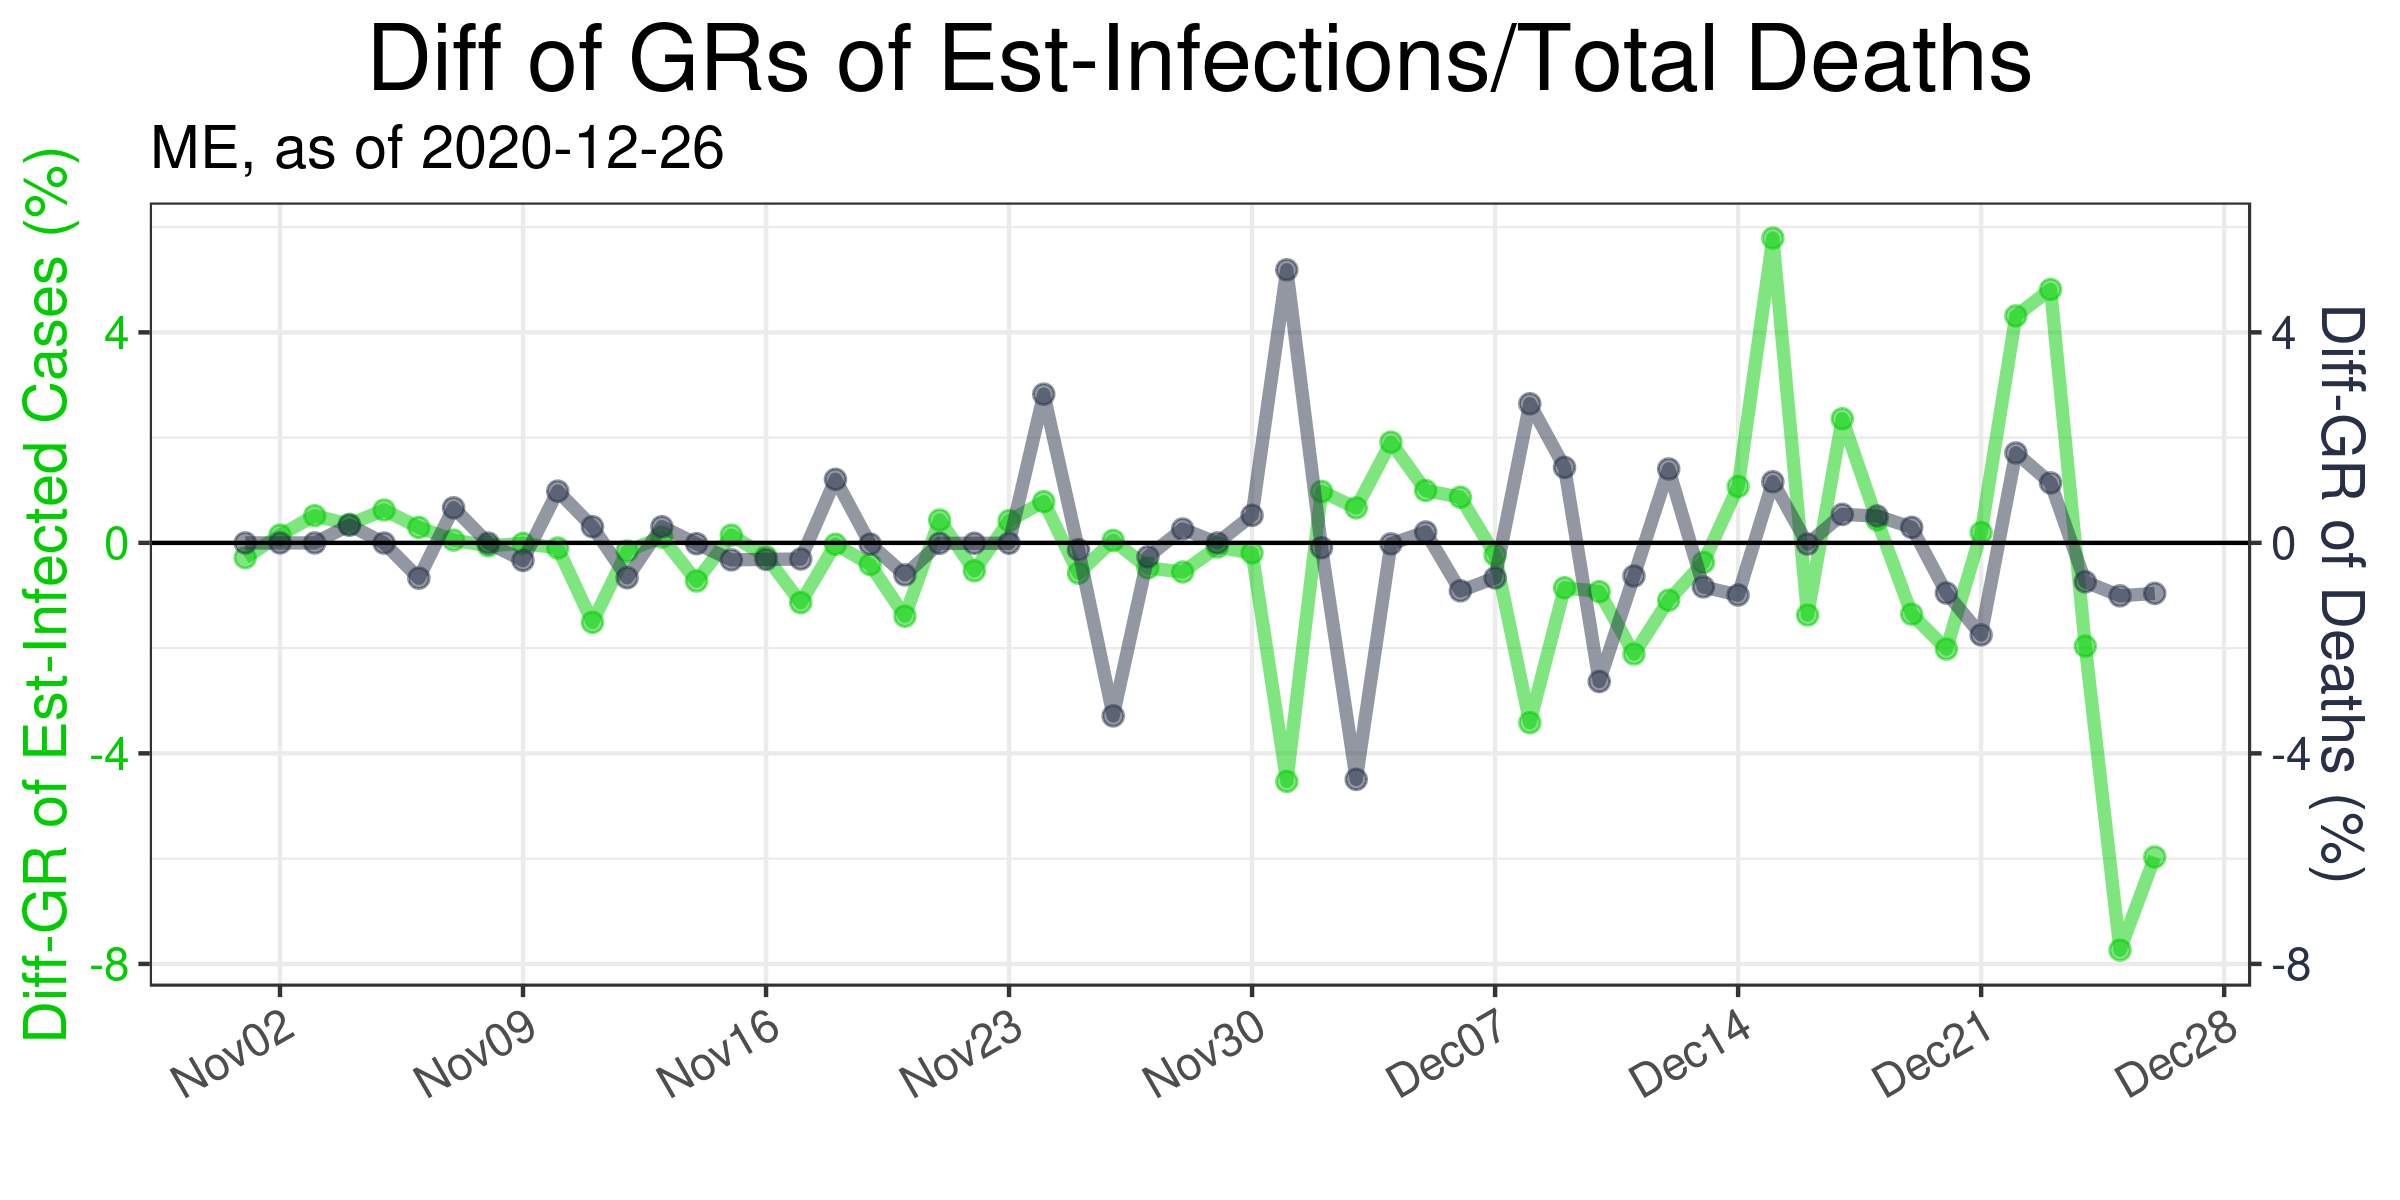 Diff of GRs of Est-Infections/Total Deaths
ME, as of 2020-12-26
Diff-GR of Est-Infected Cases (%)
4
0
-4
-8
4
0
-4
-8
Diff-GR of Deaths (%)
Nov02
Nov09
Nov16
Nov23
Nov30
Dec07
Dec14
Dec21
Dec28